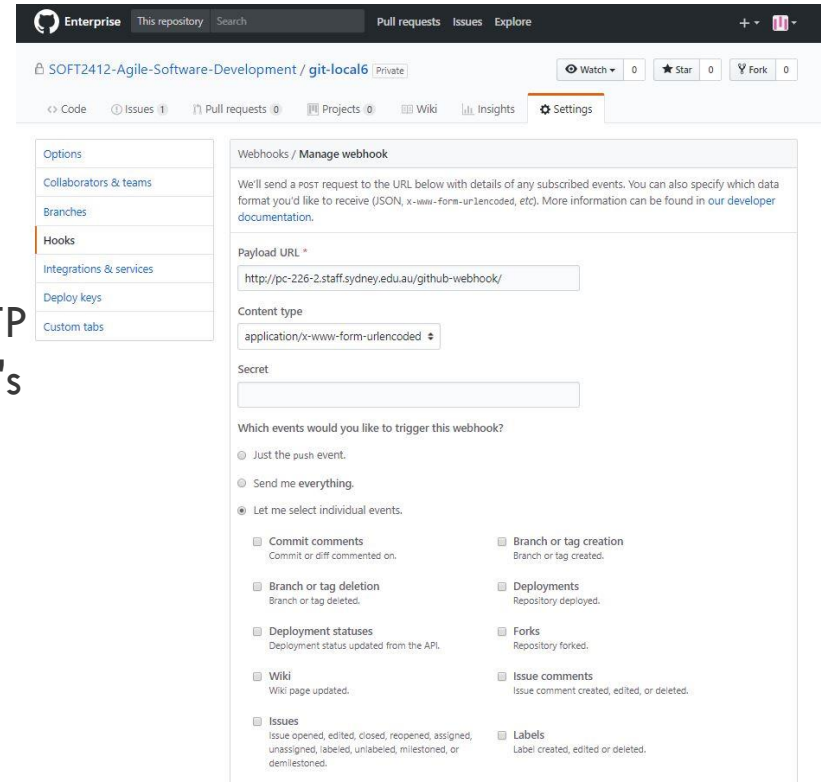 Enterprise This repository Search Pull requests Issues Explore
SOFT2412-Agile-Software-Development / git-local6 Private
Watch 0 Star 0 Fork 0
Code Issues 1 Pull requests 0 Projects 0 Wiki Insights Settings
Options
Collaborators & teams
Branches
Hooks
Integrations & services
Deploy keys
Custom tabs
TP
's
Webhooks / Manage webhook
We'll send a POST request to the URL below with details of any subscribed events. You can also specify which data
format you'd like to receive (JSON, x-www-form-urlencoded, etc). More information can be found in our developer
documentation.
Payload URL *
http://pc-226-2.staff.sydney.edu.au/github-webhook/
Content type
application/x-www-form-urlencoded
Secret
Which events would you like to trigger this webhook?
Just the push event.
Send me everything.
Let me select individual events.
Commit comments
Commit or diff commented on.
Branch or tag creation
Branch or tag created.
Branch or tag deletion
Branch or tag deleted.
Deployments
Repository deployed.
Deployment statuses
Deployment status updated from the API.
Forks
Repository forked.
Wiki
Wiki page updated.
Issue comments
Issue comment created, edited, or deleted.
Issues
Issue opened, edited, closed, reopened, assigned,
unassigned, labeled, unlabeled, milestoned, or
demilestoned.
Labels
Label created, edited or deleted.